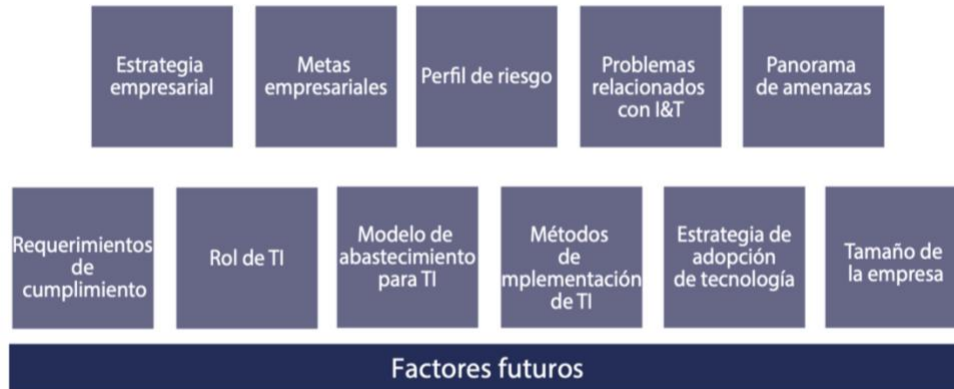 Estrategia
empresarial
Metas
empresariales
Perfil de riesgo
Problemas
relacionados
con I&T
Panorama
de amenazas
Requerimientos
de
cumplimiento
Rol de TI
Modelo de
abastecimiento
para TI
Métodos
de
mplementación
de TI
Estrategia de
adopción
de tecnología
Tamaño de
la empresa
Factores futuros